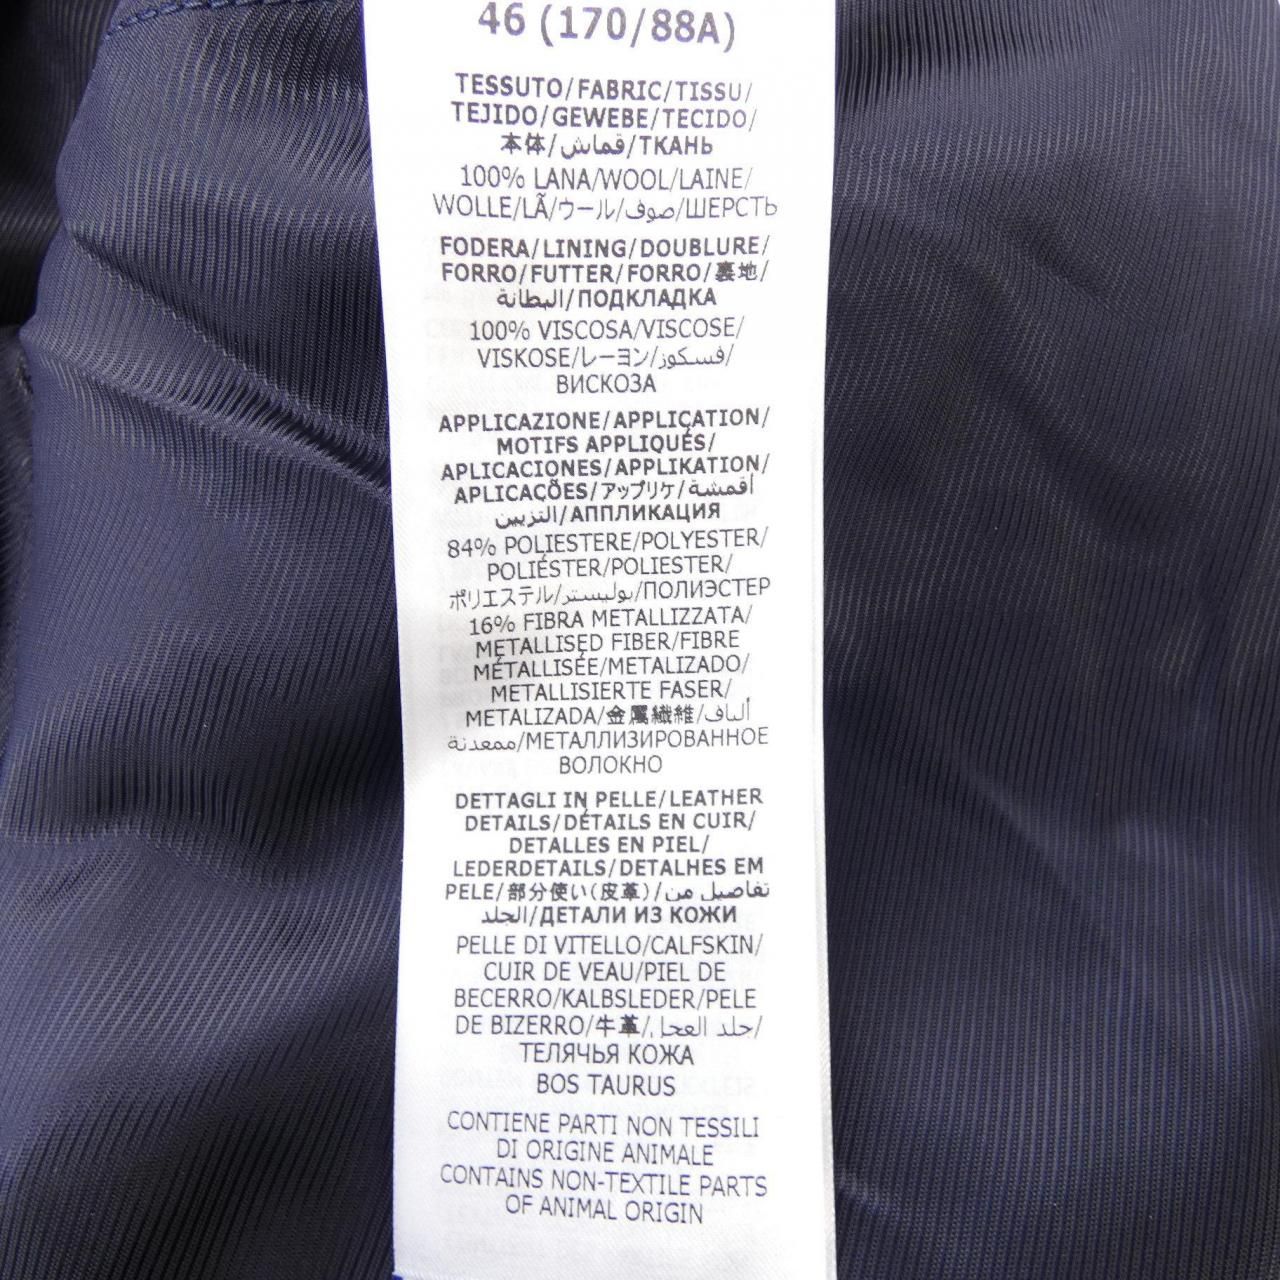 46 (170/88A)
TESSUTO/FABRIC/TISSU/
TEJIDO/GEWEBE/TECIDO/
本体/قماش/ТКАНЬ
100% LANA/WOOL/LAINE/
WOLLE/LÃ/ウール/صوف/ШЕРСТЬ
FODERA/LINING/DOUBLURE/
FORRO/FUTTER/FORRO/裏地/
البطانة/ПОДКЛАДКА
100% VISCOSA/VISCOSE/
VISKOSE/レーヨン/فسكوز/
ВИСКОЗА
APPLICAZIONE/APPLICATION/
MOTIFS APPLIQUÉS/
APLICACIONES/APPLIKATION/
APLICAÇÕES/アップリケ/أقمشة
التزيين/АППЛИКАЦИЯ
84% POLIESTERE/POLYESTER/
POLIÉSTER/POLIESTER/
ポリエステル/بوليستر/ПОЛИЭСТЕР
16% FIBRA METALLIZZATA/
METALLISED FIBER/FIBRE
MÉTALLISÉE/METALIZADO/
METALLISIERTE FASER/
METALIZADA/金属繊維/ألياف
ممعدنة/МЕТАЛЛИЗИРОВАННОЕ
ВОЛОКНО
DETTAGLI IN PELLE/LEATHER
DETAILS/DÉTAILS EN CUIR/
DETALLES EN PIEL/
LEDERDETAILS/DETALHES EM
PELE/部分使い(皮革)/تفاصيل من
الجلد/ДЕТАЛИ ИЗ КОЖИ
PELLE DI VITELLO/CALFSKIN/
CUIR DE VEAU/PIEL DE
BECERRO/KALBSLEDER/PELE
DE BIZERRO/牛革/جلد العجل/
ТЕЛЯЧЬЯ КОЖА
BOS TAURUS
CONTIENE PARTI NON TESSILI
DI ORIGINE ANIMALE
CONTAINS NON-TEXTILE PARTS
OF ANIMAL ORIGIN